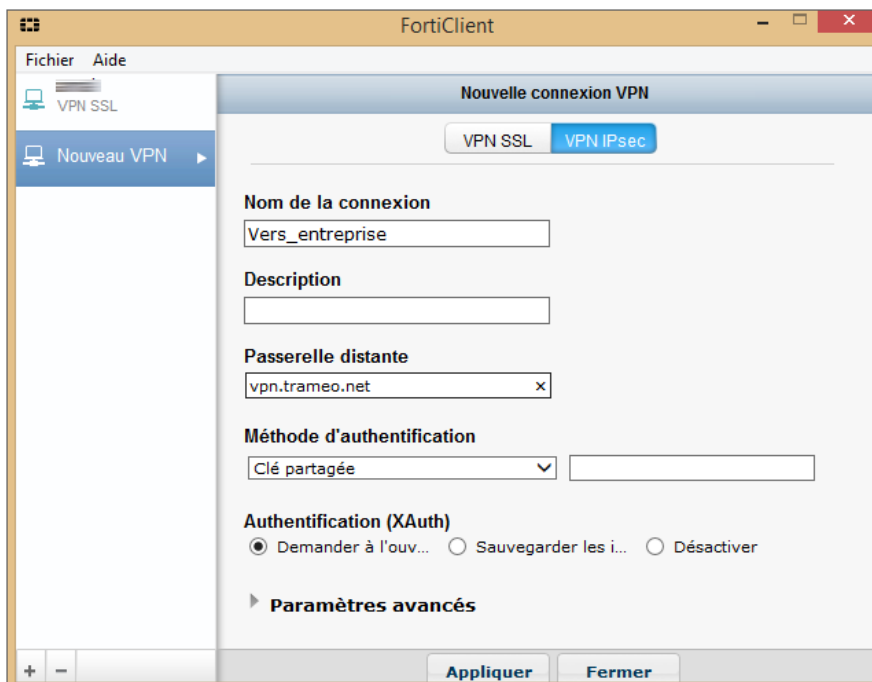 FortiClient
Fichier Aide
VPN SSL
Nouveau VPN
Nouvelle connexion VPN
VPN SSL VPN IPsec
Nom de la connexion
Vers_entreprise
Description
Passerelle distante
vpn.trameo.net
Méthode d'authentification
Clé partagée
Authentification (XAuth)
Demander à l'ouv... Sauvegarder les i... Désactiver
Paramètres avancés
+ −
Appliquer Fermer